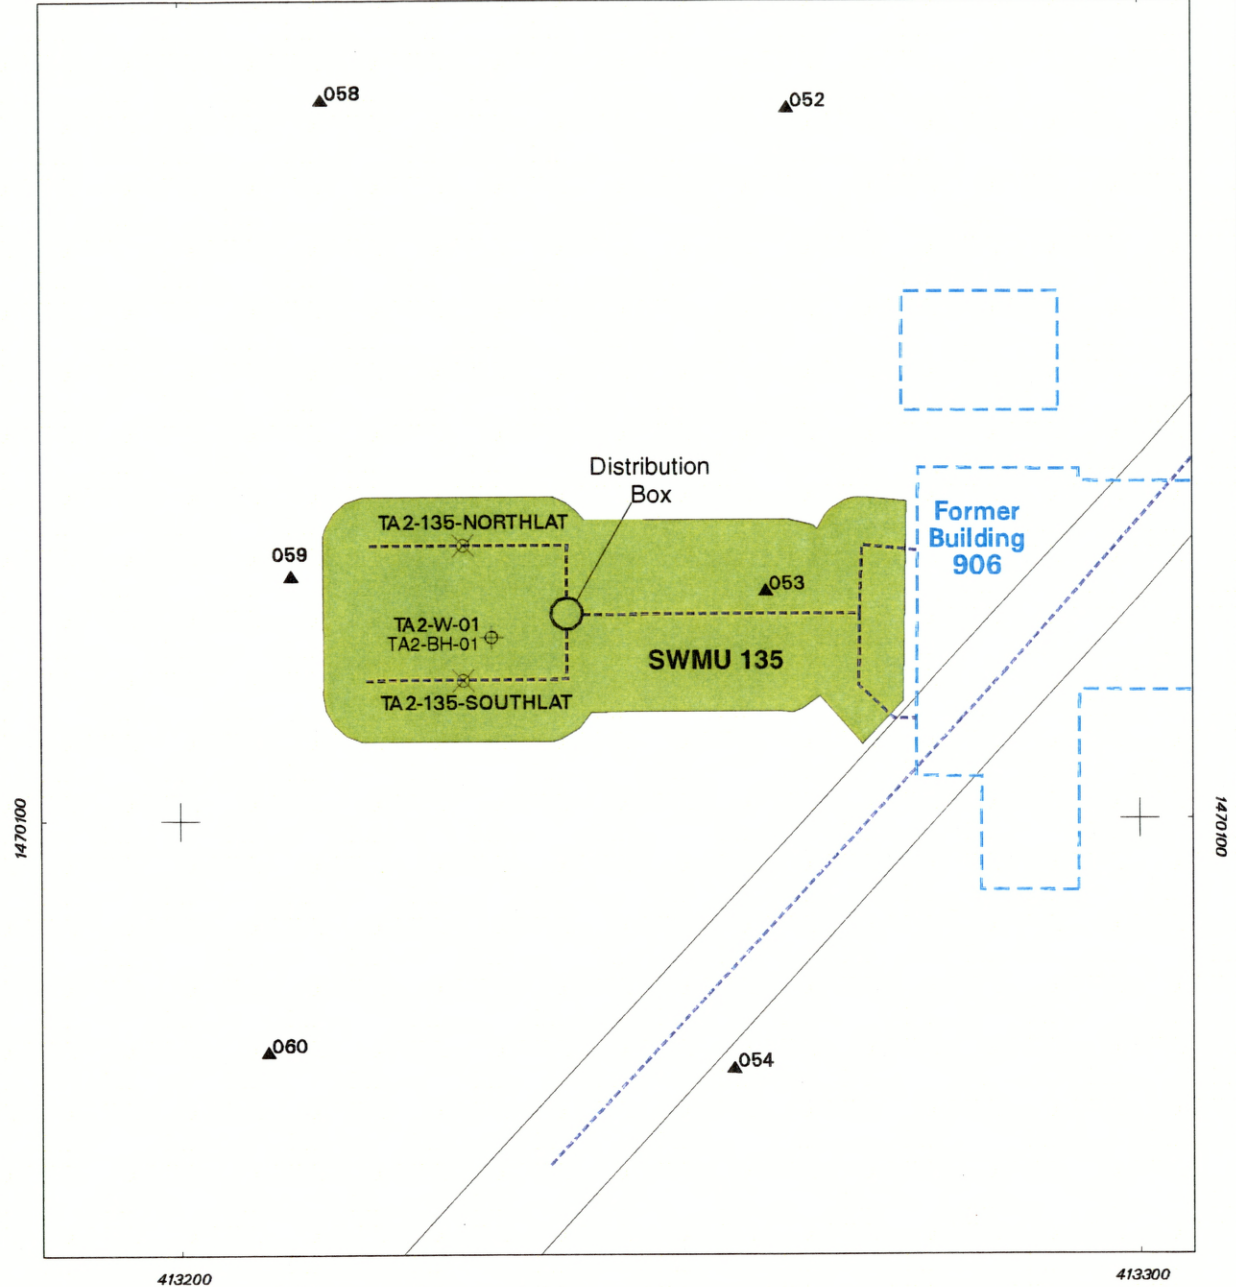 058
052
Distribution
Box
Former
Building
906
TA2-135-NORTHLAT
059
053
TA2-W-01
TA2-BH-01
SWMU 135
TA2-135-SOUTHLAT
1470100
1470100
060
054
413200
413300